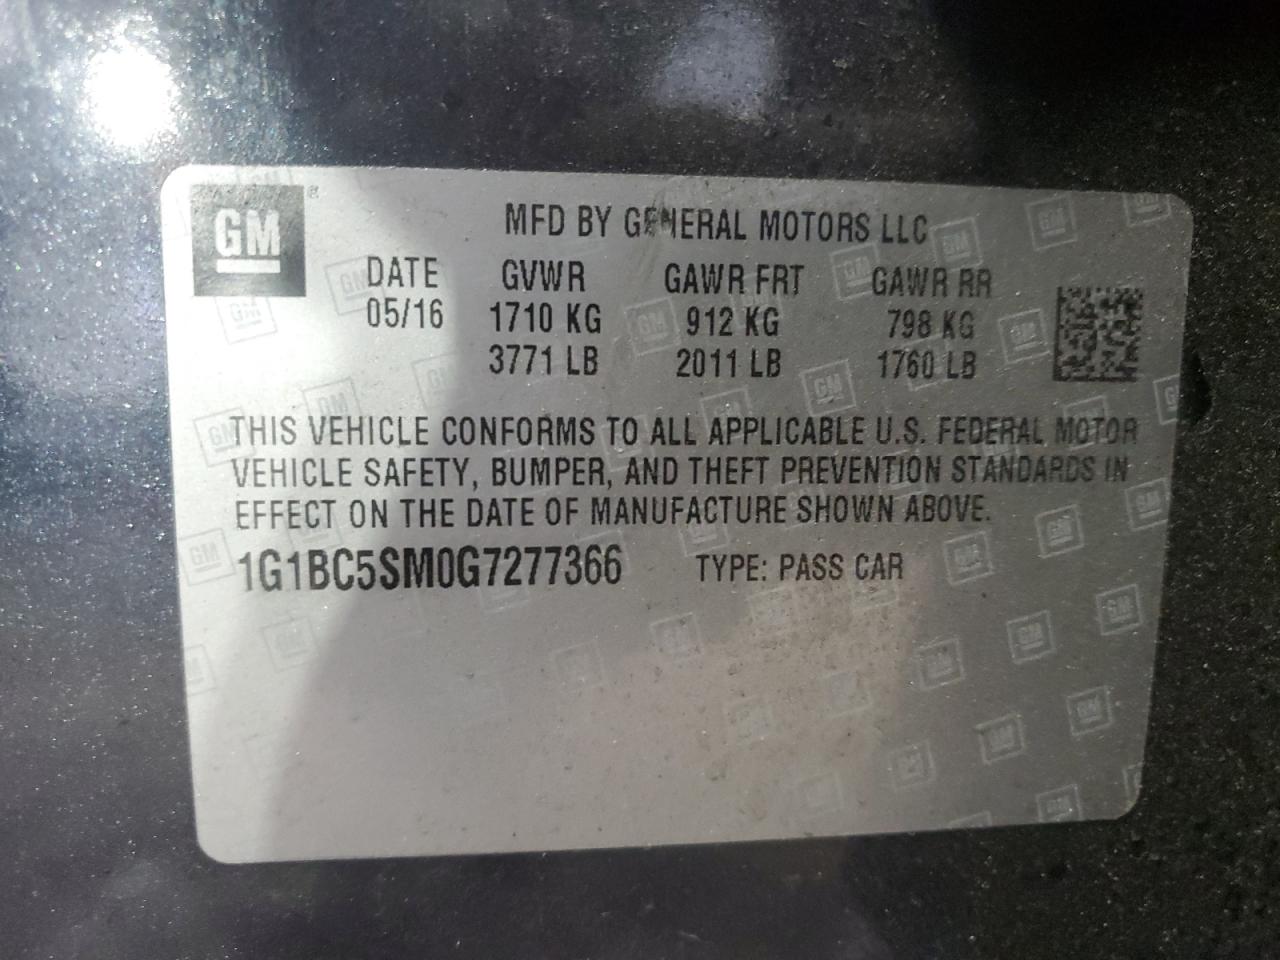 GM ®
MFD BY GENERAL MOTORS LLC
DATE GVWR GAWR FRT GAWR RR
05/16 1710 KG 912 KG 798 KG
3771 LB 2011 LB 1760 LB
THIS VEHICLE CONFORMS TO ALL APPLICABLE U.S. FEDERAL MOTOR
VEHICLE SAFETY, BUMPER, AND THEFT PREVENTION STANDARDS IN
EFFECT ON THE DATE OF MANUFACTURE SHOWN ABOVE.
1G1BC5SM0G7277366 TYPE: PASS CAR